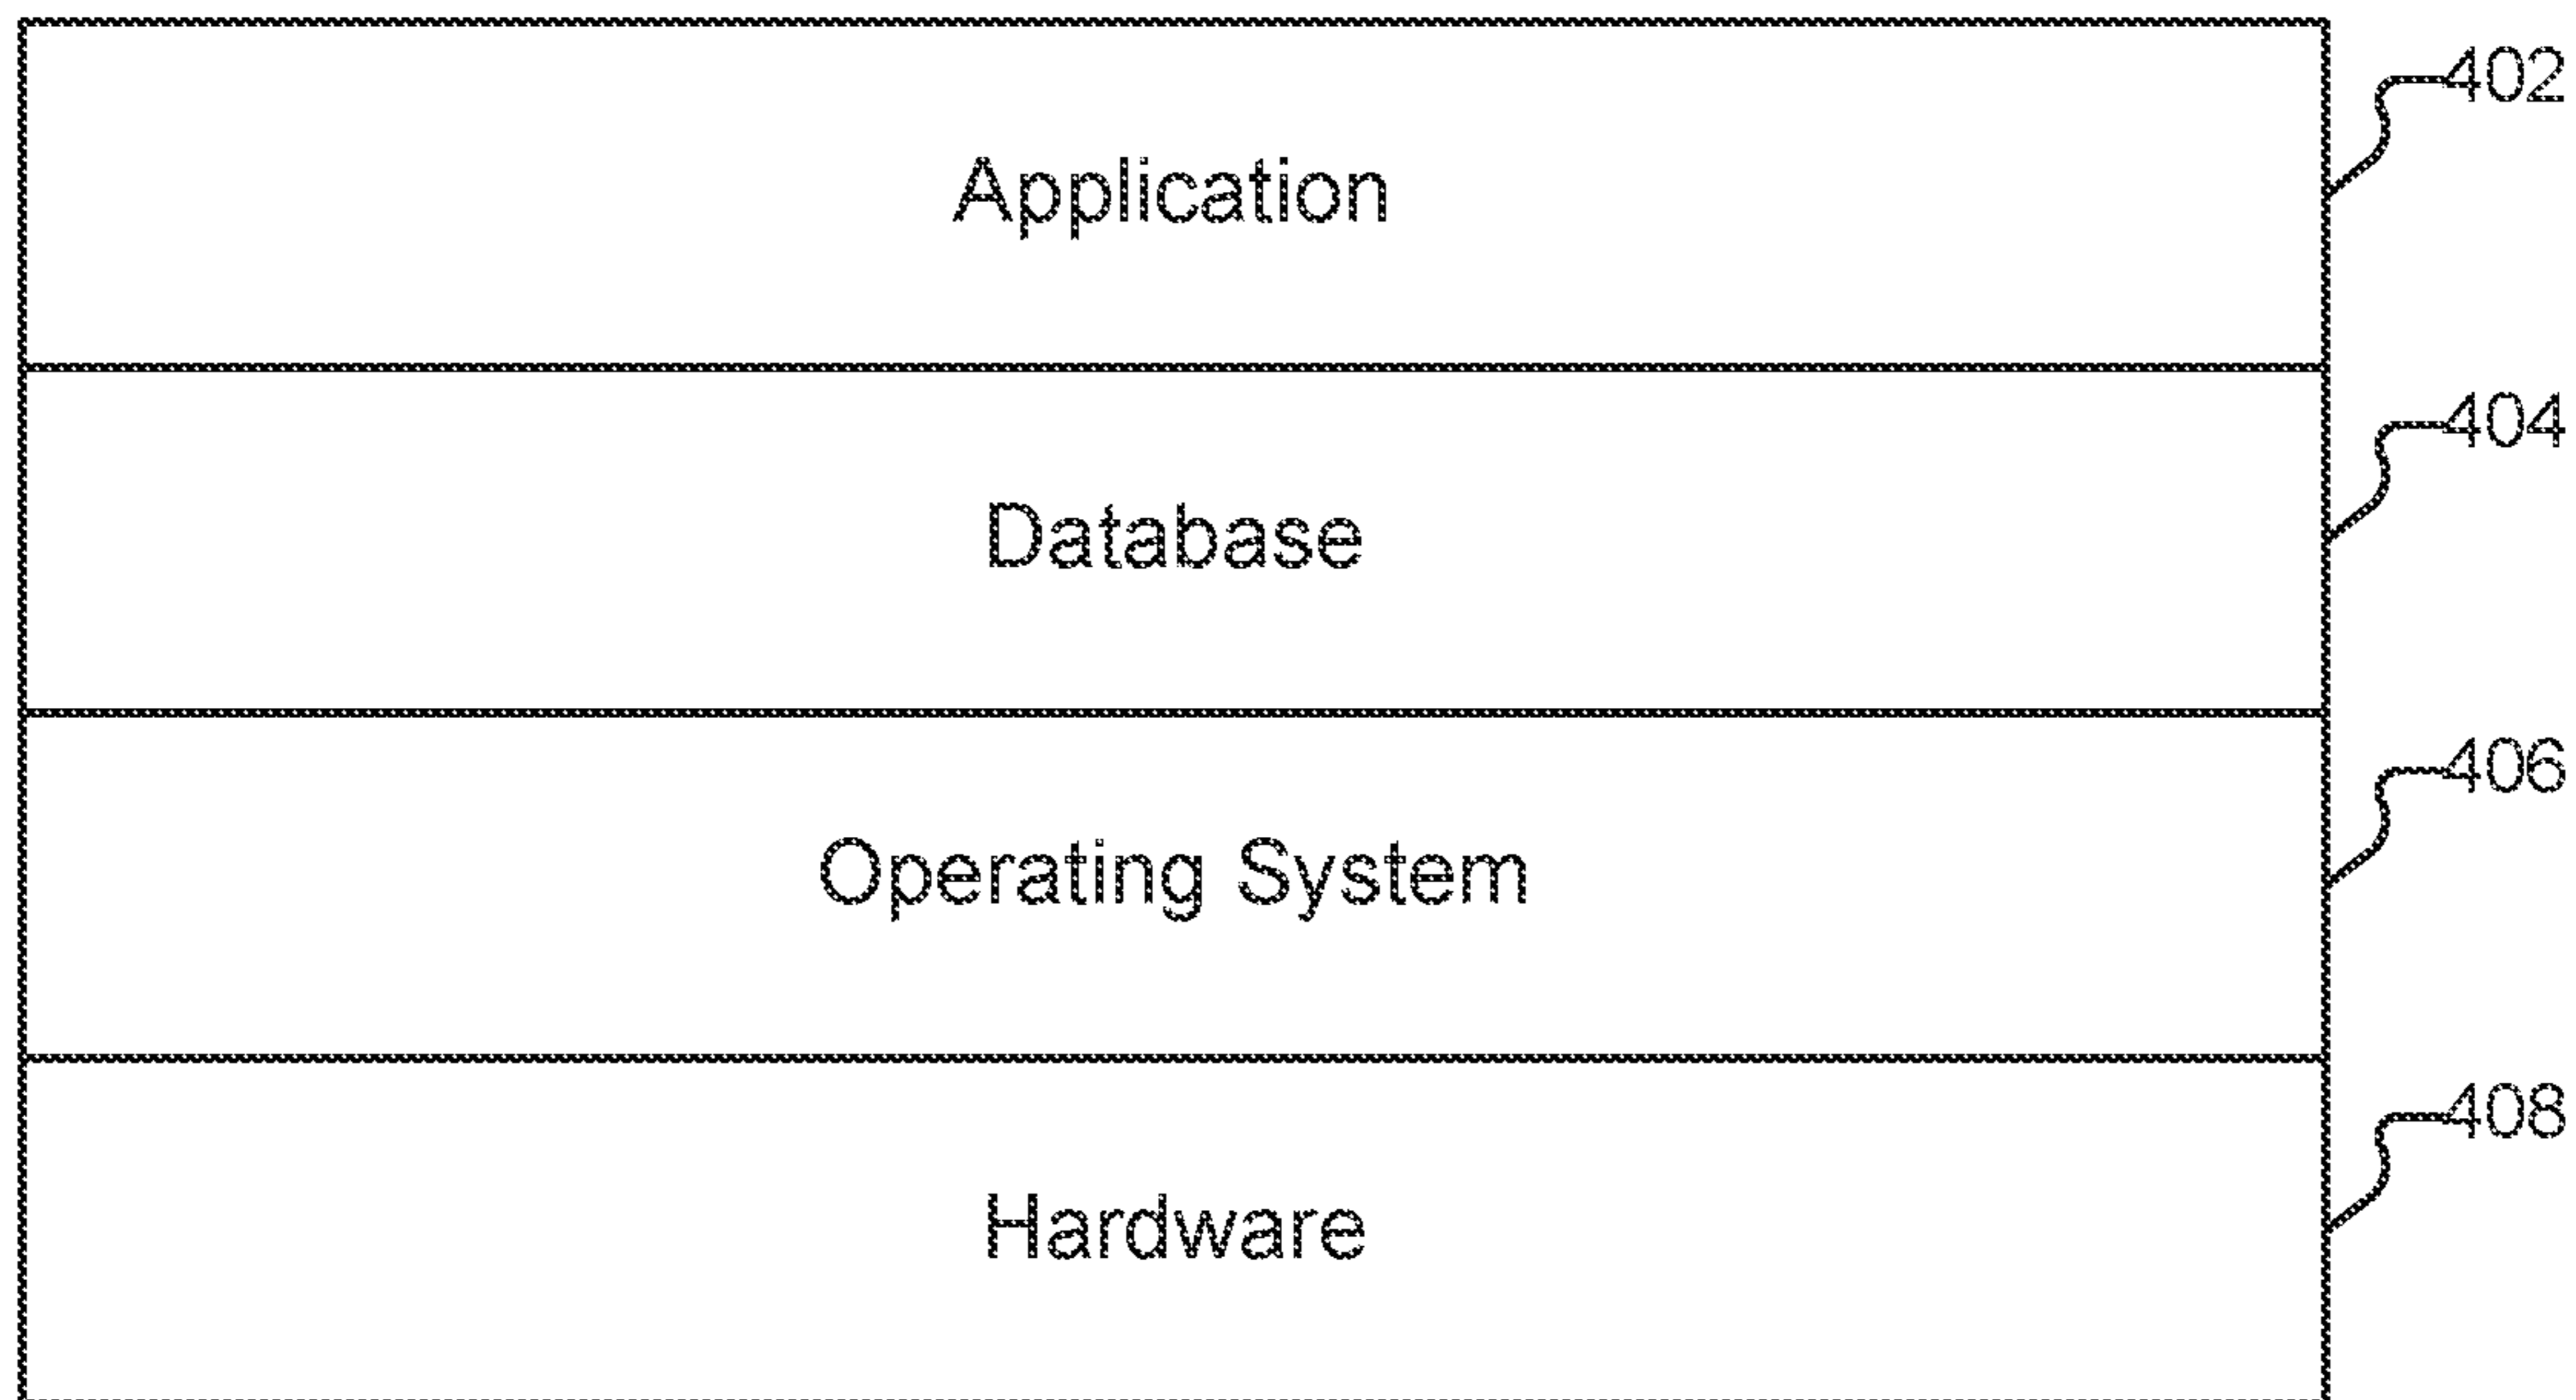 402
Application
404
Database
406
Operating System
408
Hardware